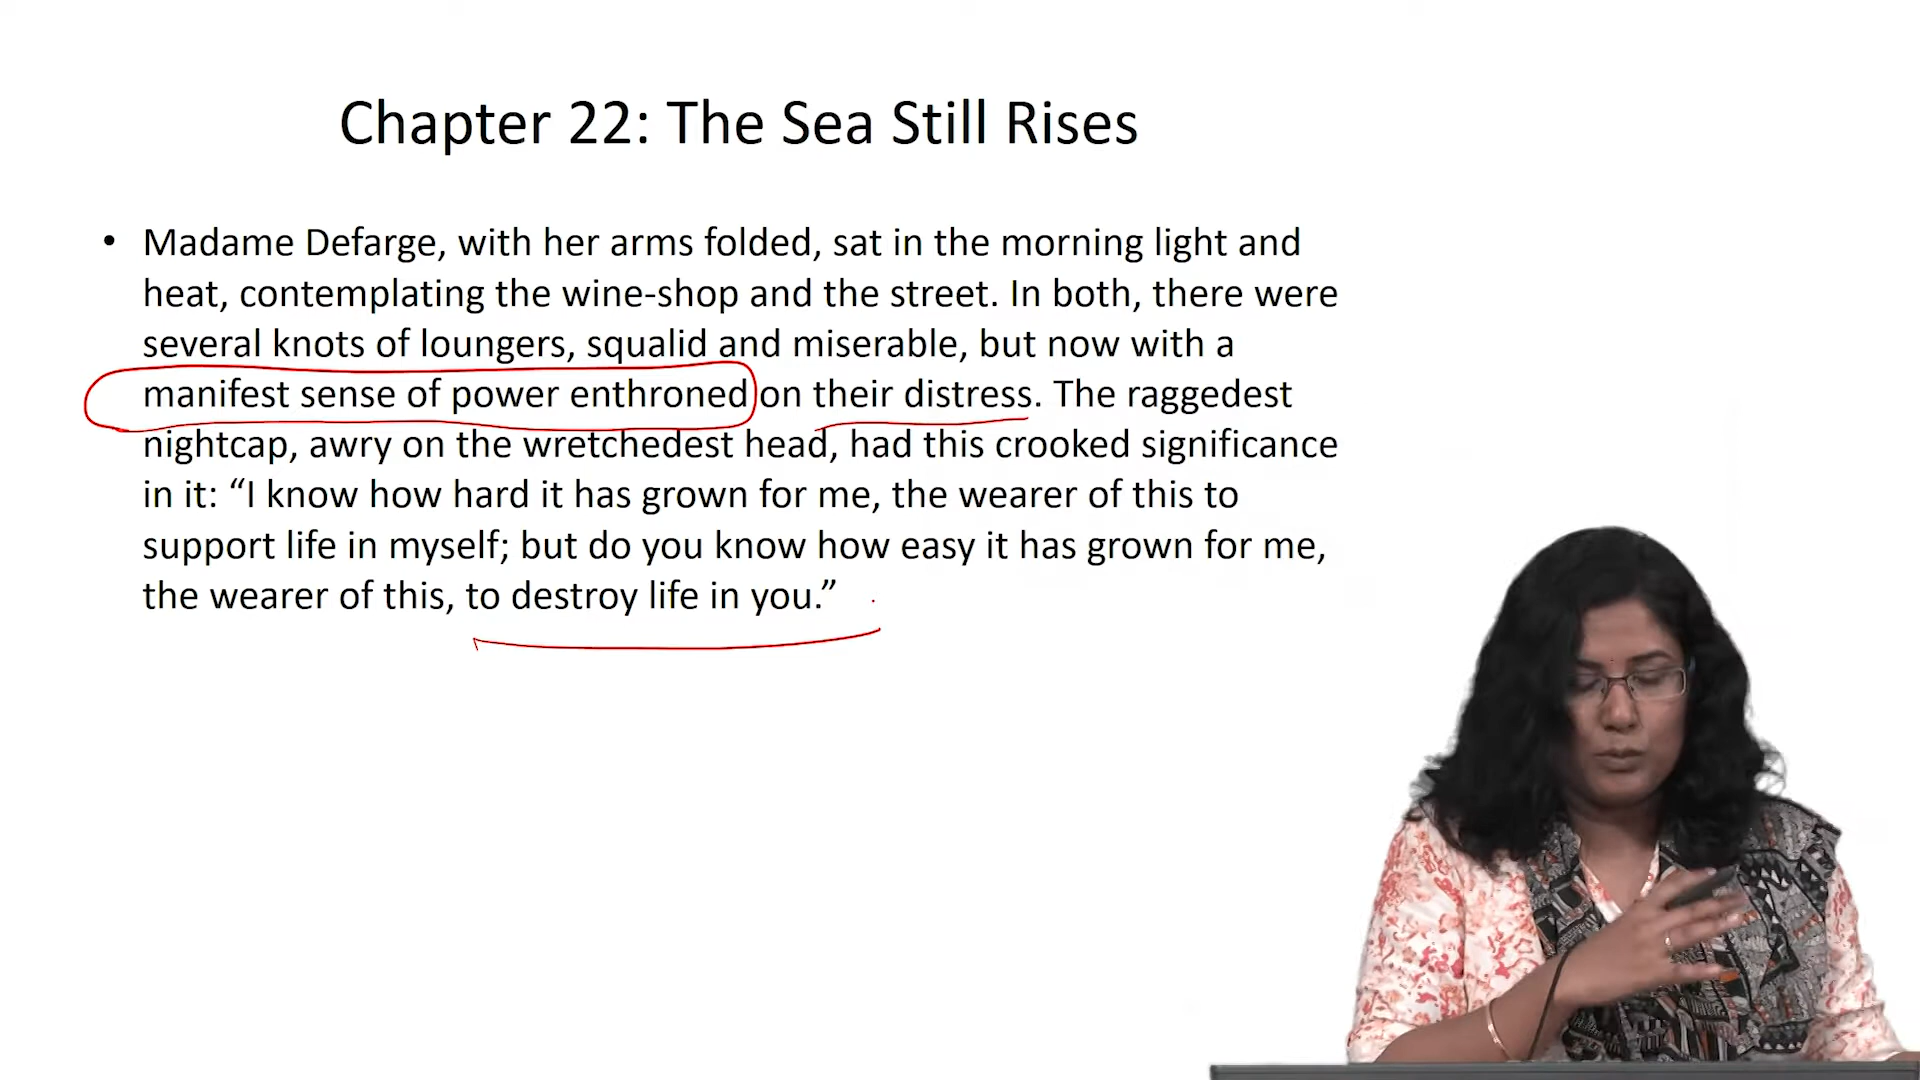 Chapter 22: The Sea Still Rises
• Madame Defarge, with her arms folded, sat in the morning light and
heat, contemplating the wine-shop and the street. In both, there were
several knots of loungers, squalid and miserable, but now with a
manifest sense of power enthroned on their distress. The raggedest
nightcap, awry on the wretchedest head, had this crooked significance
in it: “I know how hard it has grown for me, the wearer of this to
support life in myself; but do you know how easy it has grown for me,
the wearer of this, to destroy life in you.”